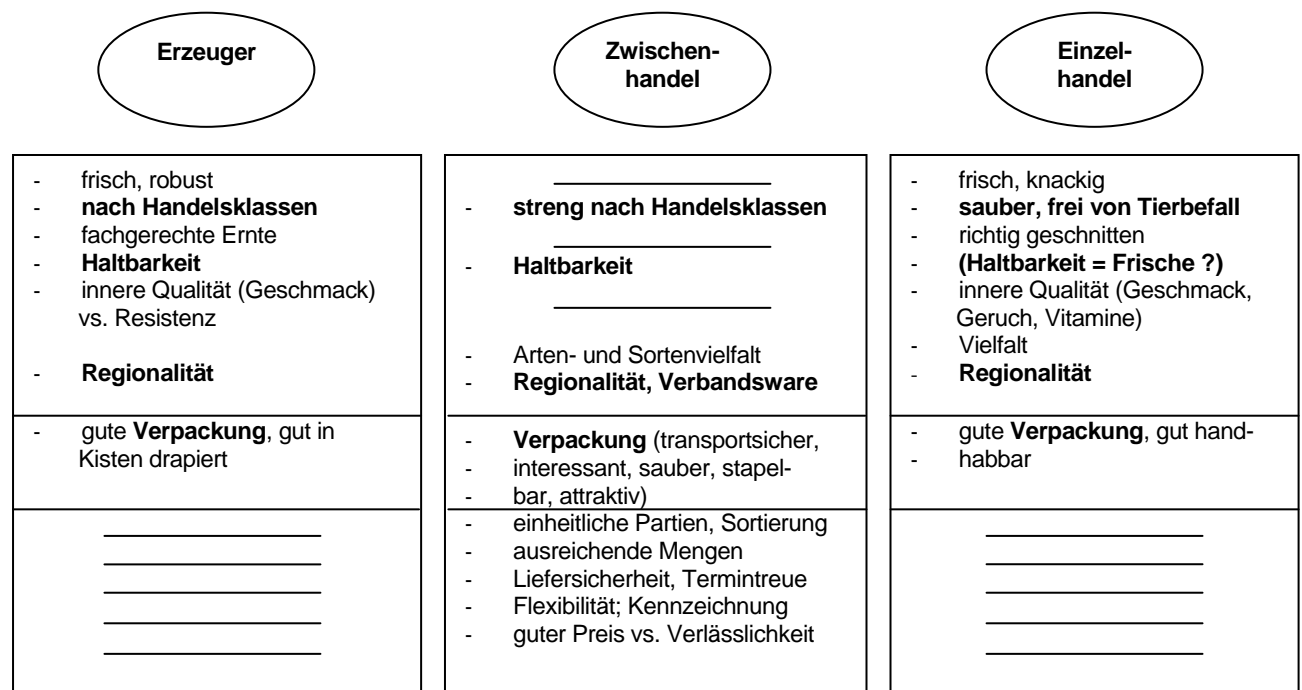 Erzeuger
- frisch, robust
- nach Handelsklassen
- fachgerechte Ernte
- Haltbarkeit
- innere Qualität (Geschmack)
vs. Resistenz
- Regionalität
- gute Verpackung, gut in
Kisten drapiert
Zwischen-
handel
- streng nach Handelsklassen
- Haltbarkeit
- Arten- und Sortenvielfalt
- Regionalität, Verbandsware
- Verpackung (transportsicher,
- interessant, sauber, stapel-
- bar, attraktiv)
- einheitliche Partien, Sortierung
- ausreichende Mengen
- Liefersicherheit, Termintreue
- Flexibilität; Kennzeichnung
- guter Preis vs. Verlässlichkeit
Einzel-
handel
- frisch, knackig
- sauber, frei von Tierbefall
- richtig geschnitten
- (Haltbarkeit = Frische ?)
- innere Qualität (Geschmack,
Geruch, Vitamine)
- Vielfalt
- Regionalität
- gute Verpackung, gut hand-
- habbar